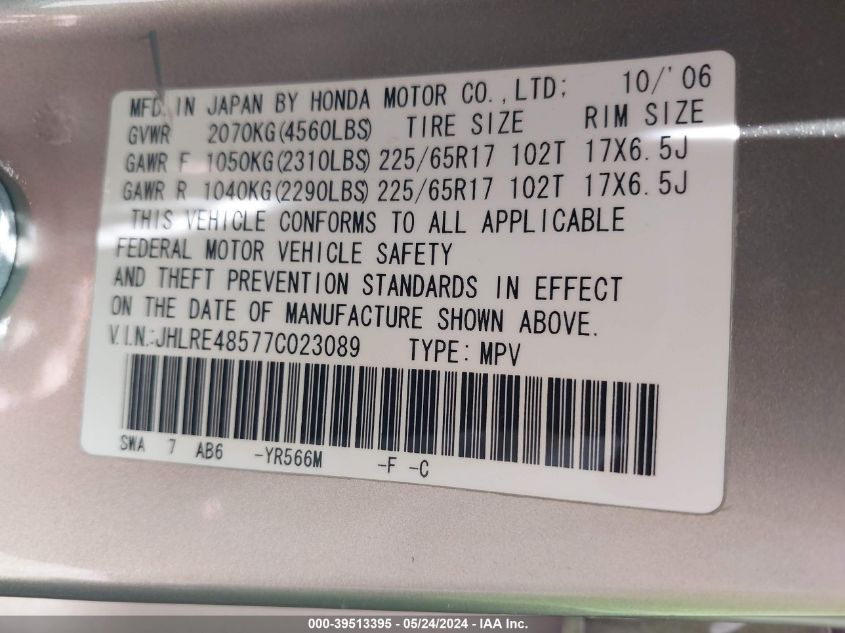 MFD. IN JAPAN BY HONDA MOTOR CO., LTD; 10/'06
GVWR 2070KG(4560LBS) TIRE SIZE RIM SIZE
GAWR F 1050KG(2310LBS) 225/65R17 102T 17X6.5J
GAWR R 1040KG(2290LBS) 225/65R17 102T 17X6.5J
THIS VEHICLE CONFORMS TO ALL APPLICABLE
FEDERAL MOTOR VEHICLE SAFETY
AND THEFT PREVENTION STANDARDS IN EFFECT
ON THE DATE OF MANUFACTURE SHOWN ABOVE.
V.I.N.:JHLRE48577C023089 TYPE: MPV
SWA 7 AB6 -YR566M -F -C
000-39513395 - 05/24/2024 - IAA Inc.